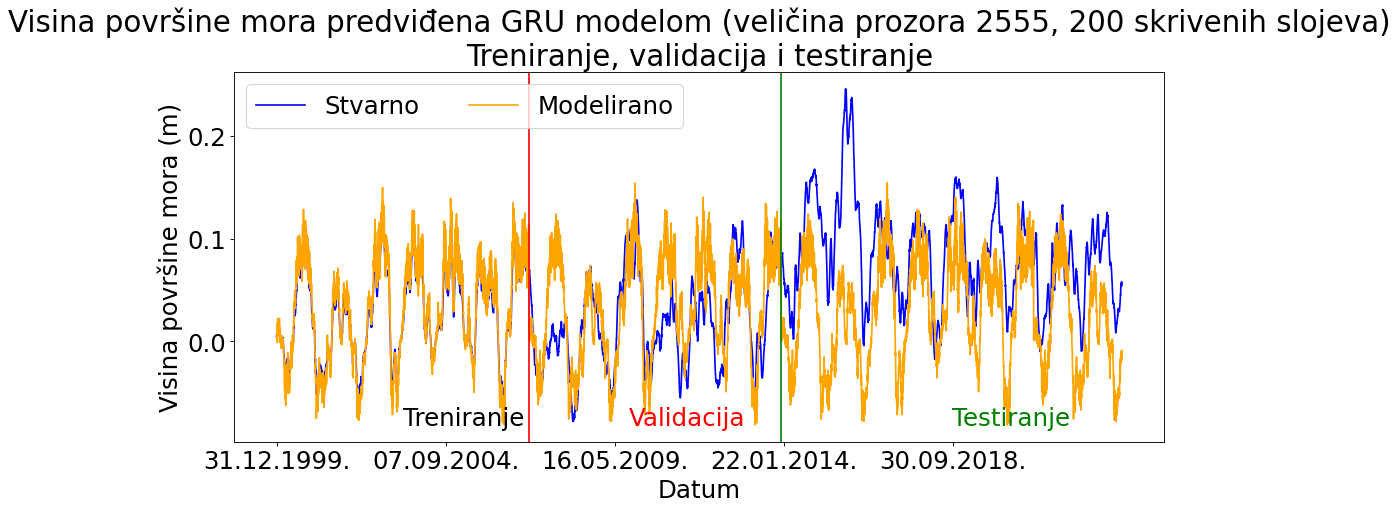 Visina površine mora predviđena GRU modelom (veličina prozora 2555, 200 skrivenih slojeva)
Treniranje, validacija i testiranje
Stvarno
Modelirano
Visina površine mora (m)
0.2
0.1
0.0
Treniranje
Validacija
Testiranje
31.12.1999.
07.09.2004.
16.05.2009.
22.01.2014.
30.09.2018.
Datum